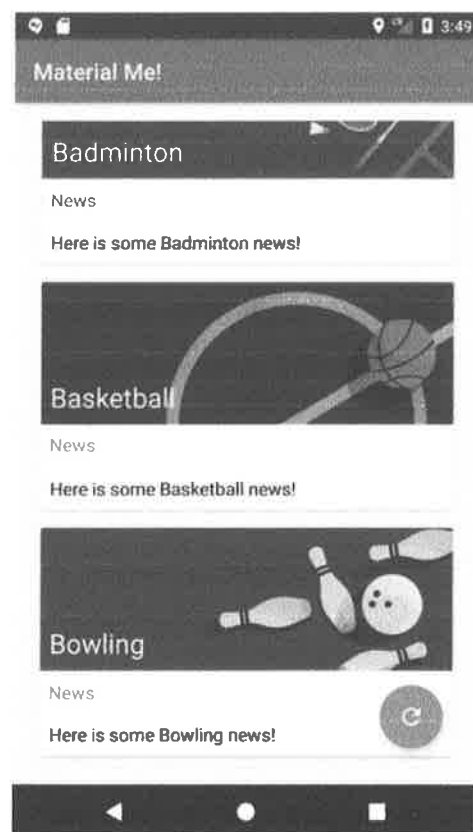 3:49
Material Me!
Badminton
News
Here is some Badminton news!
Basketball
News
Here is some Basketball news!
Bowling
News
Here is some Bowling news!